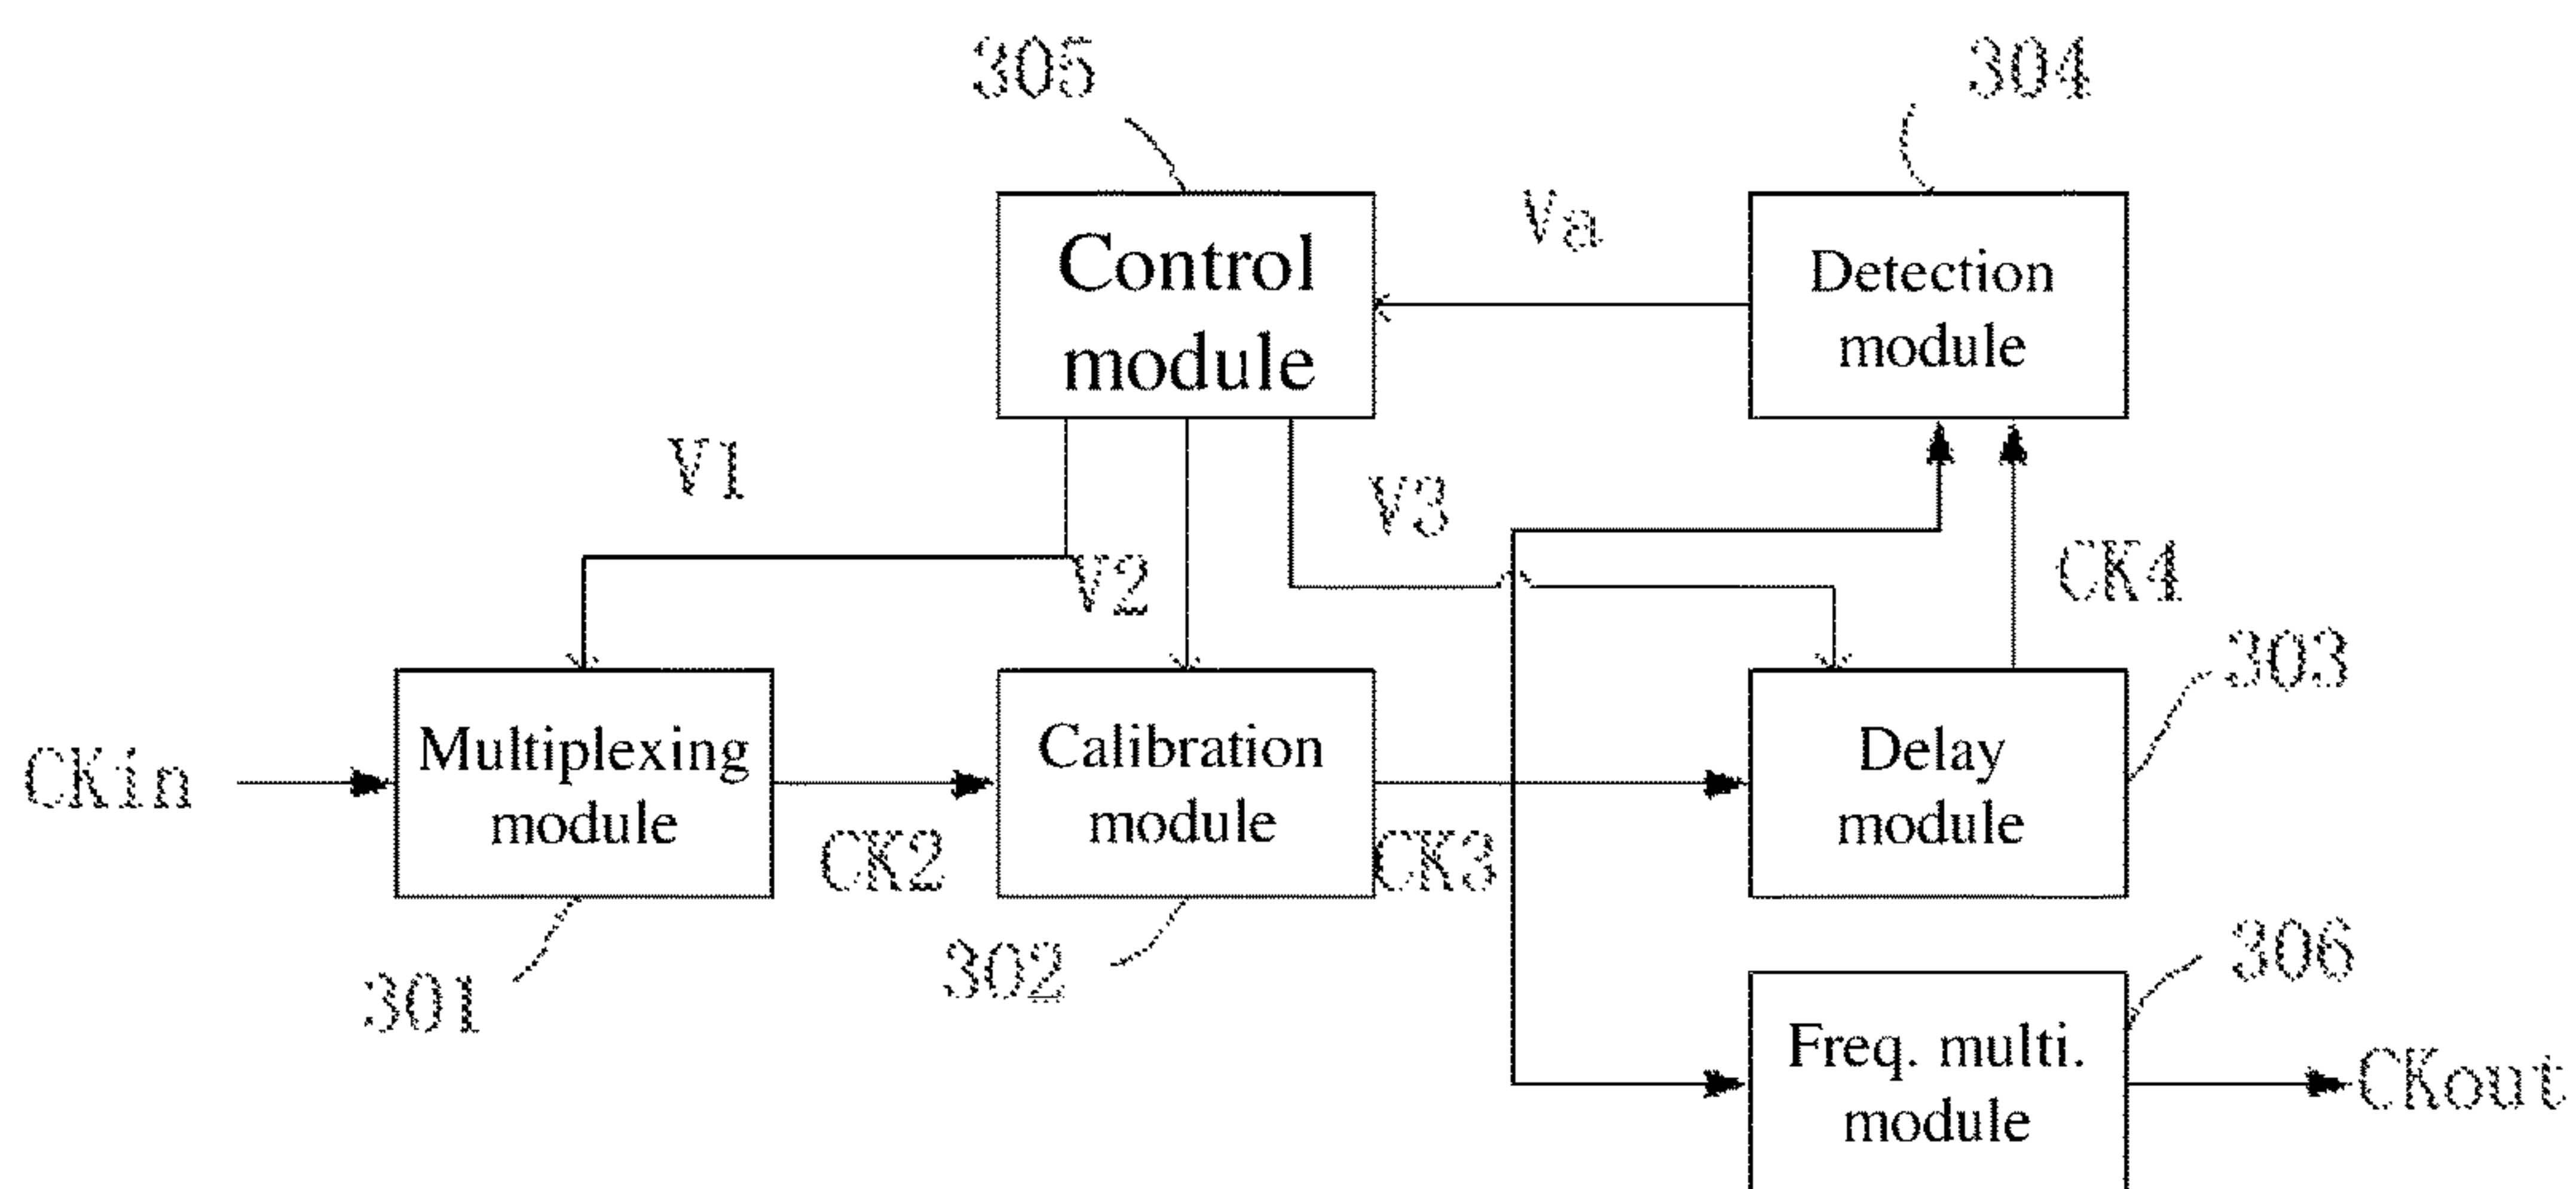 305
304
Control
module
Va
Detection
module
V1
V3
V2
CK4
303
CKin
Multiplexing
module
CK2
Calibration
module
CK3
Delay
module
301
302
306
Freq. multi.
module
CKout